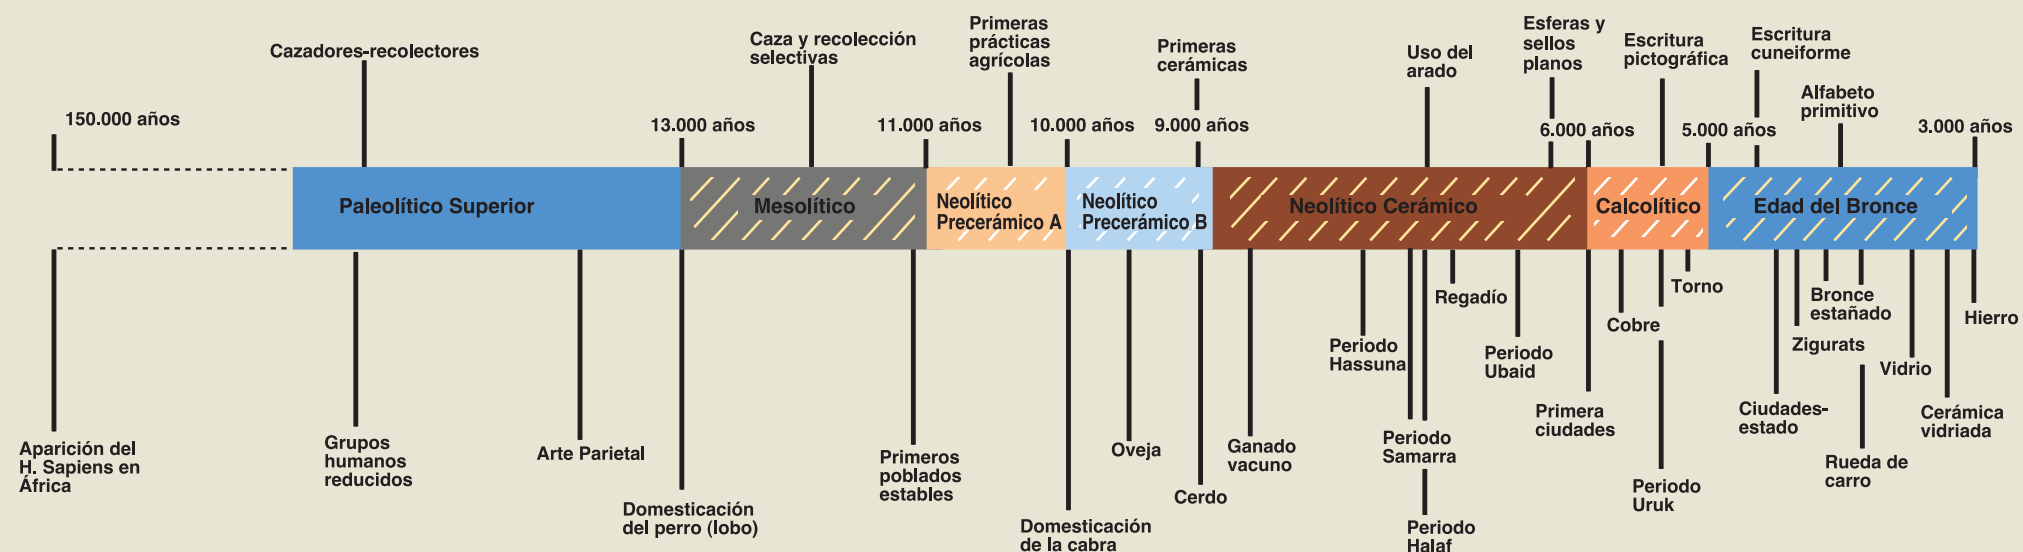 Cazadores-recolectores
Caza y recolección
selectivas
Primeras
prácticas
agrícolas
Primeras
cerámicas
Uso del
arado
Esferas y
sellos
planos
Escritura
pictográfica
Escritura
cuneiforme
Alfabeto
primitivo
150.000 años
13.000 años
11.000 años
10.000 años
9.000 años
6.000 años
5.000 años
3.000 años
Paleolítico Superior
Mesolítico
Neolítico
Precerámico A
Neolítico
Precerámico B
Neolítico Cerámico
Calcolítico
Edad del Bronce
Aparición del
H. Sapiens en
África
Grupos
humanos
reducidos
Arte Parietal
Domesticación
del perro (lobo)
Primeros
poblados
estables
Domesticación
de la cabra
Oveja
Cerdo
Ganado
vacuno
Periodo
Hassuna
Periodo
Samarra
Periodo
Halaf
Regadío
Periodo
Ubaid
Primera
ciudades
Cobre
Periodo
Uruk
Torno
Ciudades-
estado
Zigurats
Bronce
estañado
Rueda de
carro
Vidrio
Cerámica
vidriada
Hierro